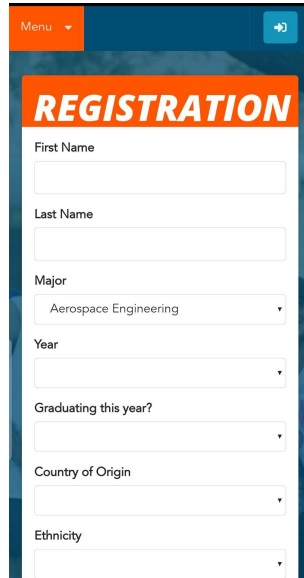 Menu
REGISTRATION
First Name
Last Name
Major
Aerospace Engineering
Year
Graduating this year?
Country of Origin
Ethnicity